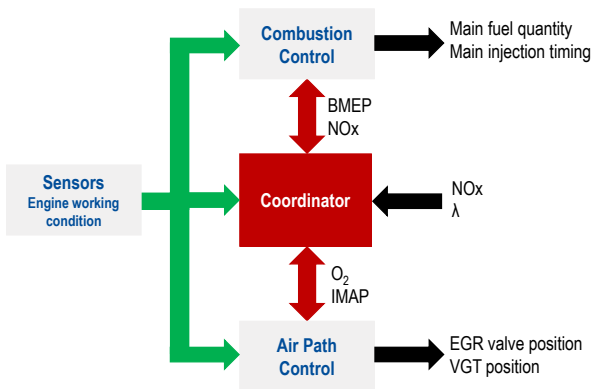 Combustion
Control
Main fuel quantity
Main injection timing
BMEP
NOx
Sensors
Engine working
condition
Coordinator
NOx
λ
O₂
IMAP
Air Path
Control
EGR valve position
VGT position